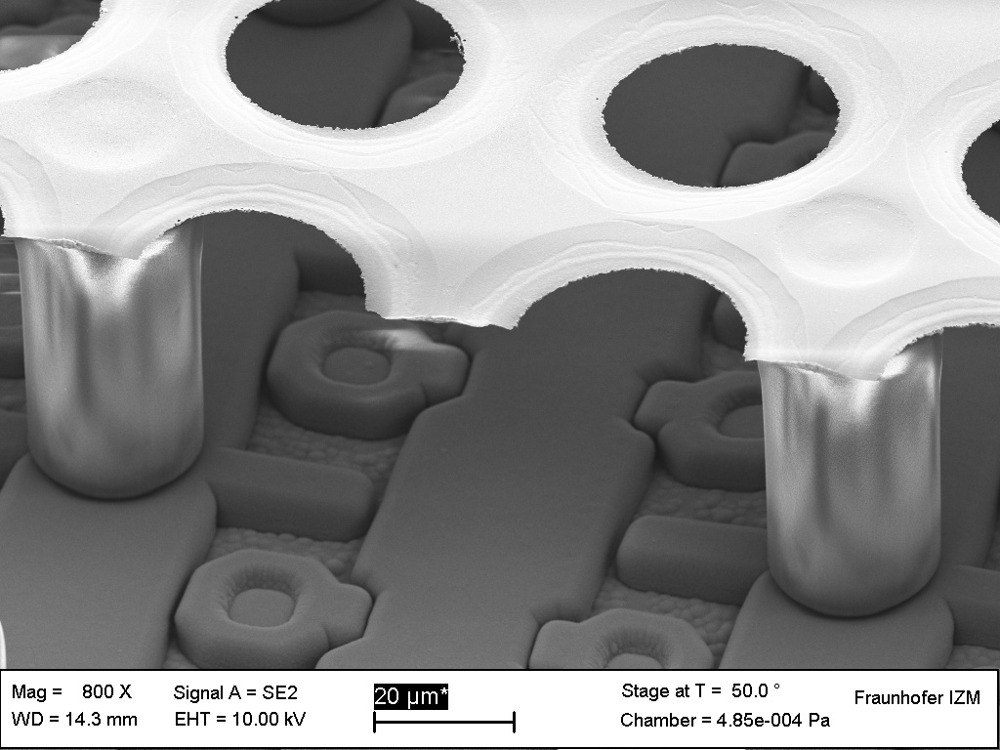 Mag = 800 X
WD = 14.3 mm
Signal A = SE2
EHT = 10.00 kV
20 µm*
Stage at T = 50.0 °
Chamber = 4.85e-004 Pa
Fraunhofer IZM